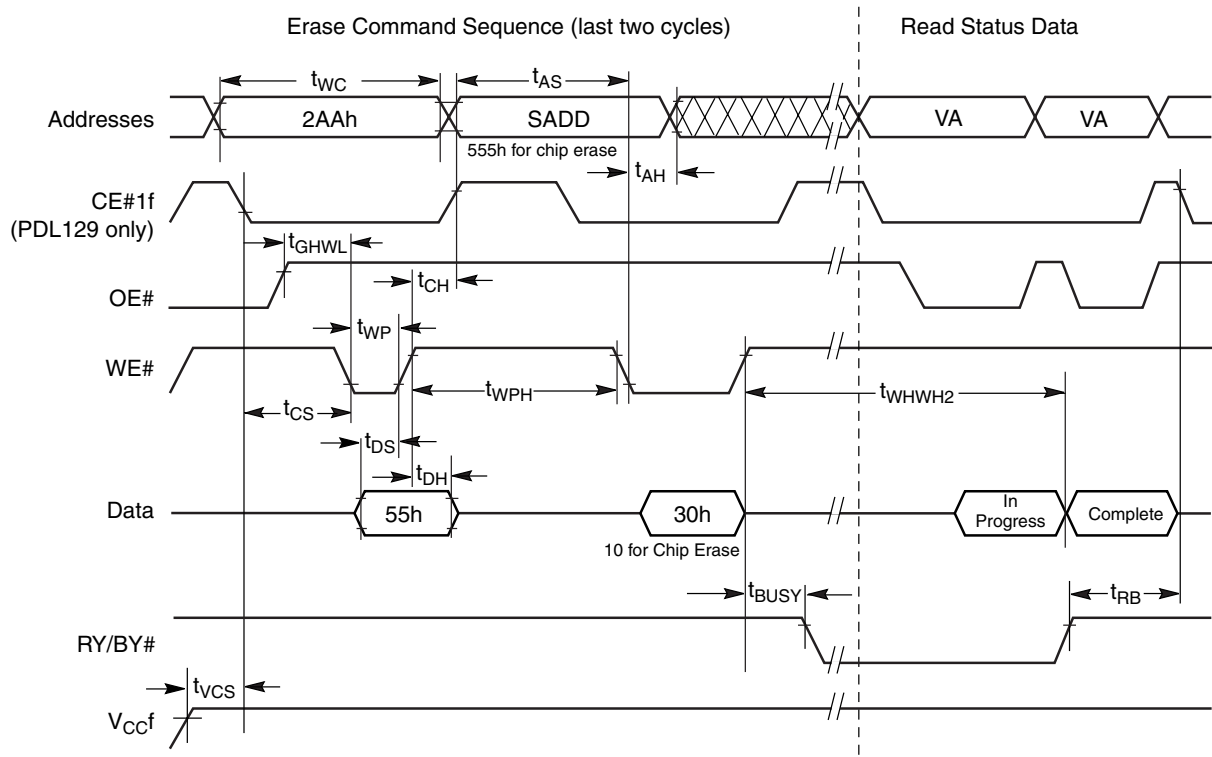 Erase Command Sequence (last two cycles)
Read Status Data
tWC
tAS
Addresses
2AAh
SADD
VA
VA
555h for chip erase
tAH
CE#1f
(PDL129 only)
tGHWL
tCH
OE#
tWP
WE#
tWPH
tWHWH2
tCS
tDS
tDH
Data
55h
30h
In
Progress
Complete
10 for Chip Erase
tBUSY
tRB
RY/BY#
tVCS
VCCf